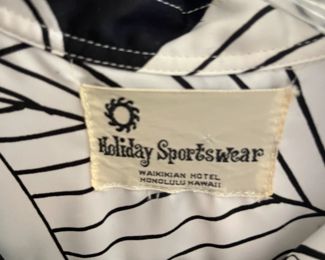 Holiday Sportswear
WAIKIKIAN HOTEL
HONOLULU HAWAII